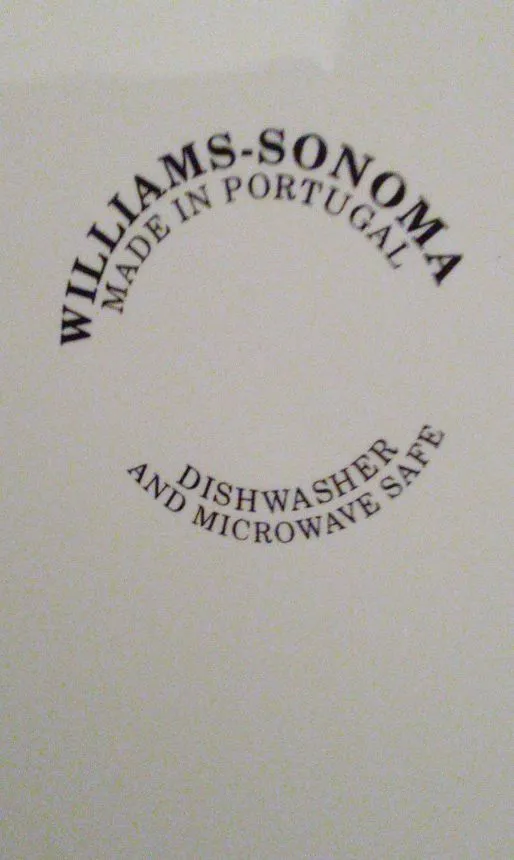 WILLIAMS-SONOMA
MADE IN PORTUGAL
DISHWASHER
AND MICROWAVE SAFE